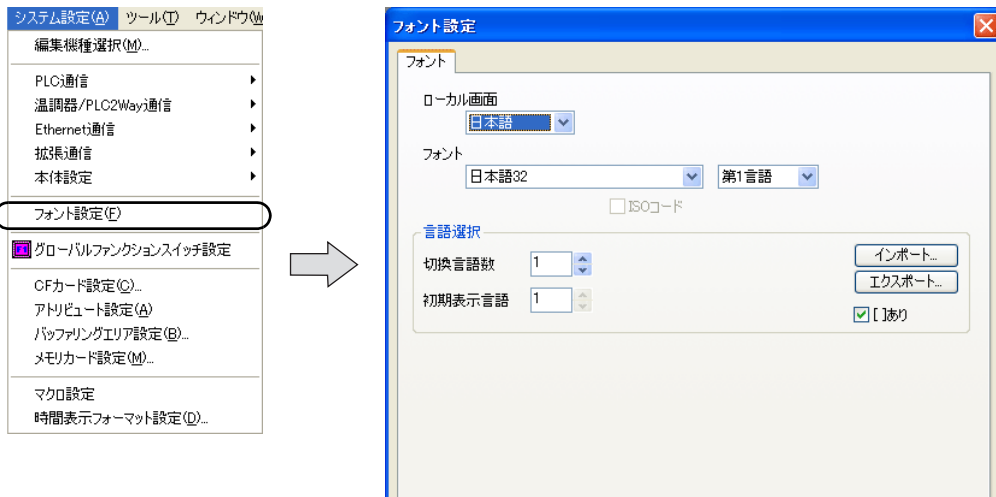 システム設定(A) ツール(T) ウィンドウ(W
編集機種選択(M)...
PLC通信
温調器/PLC2Way通信
Ethernet通信
拡張通信
本体設定
フォント設定(F)
グローバルファンクションスイッチ設定
CFカード設定(C)...
アトリビュート設定(A)
バッファリングエリア設定(B)...
メモリカード設定(M)...
マクロ設定
時間表示フォーマット設定(D)...
フォント設定
フォント
ローカル画面
日本語
フォント
日本語32 第1言語
ISOコード
言語選択
切換言語数 1 インポート...
エクスポート...
初期表示言語 1
[ ]あり